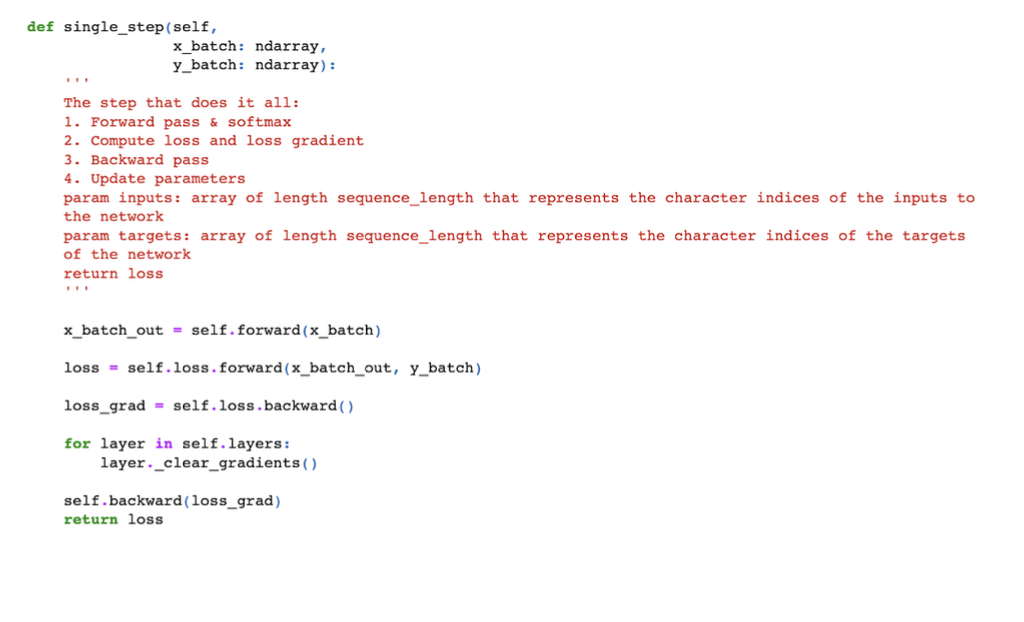 def single_step(self,
                x_batch: ndarray,
                y_batch: ndarray):
    '''
    The step that does it all:
    1. Forward pass & softmax
    2. Compute loss and loss gradient
    3. Backward pass
    4. Update parameters
    param inputs: array of length sequence_length that represents the character indices of the inputs to
    the network
    param targets: array of length sequence_length that represents the character indices of the targets
    of the network
    return loss
    '''

    x_batch_out = self.forward(x_batch)

    loss = self.loss.forward(x_batch_out, y_batch)

    loss_grad = self.loss.backward()

    for layer in self.layers:
        layer._clear_gradients()

    self.backward(loss_grad)
    return loss